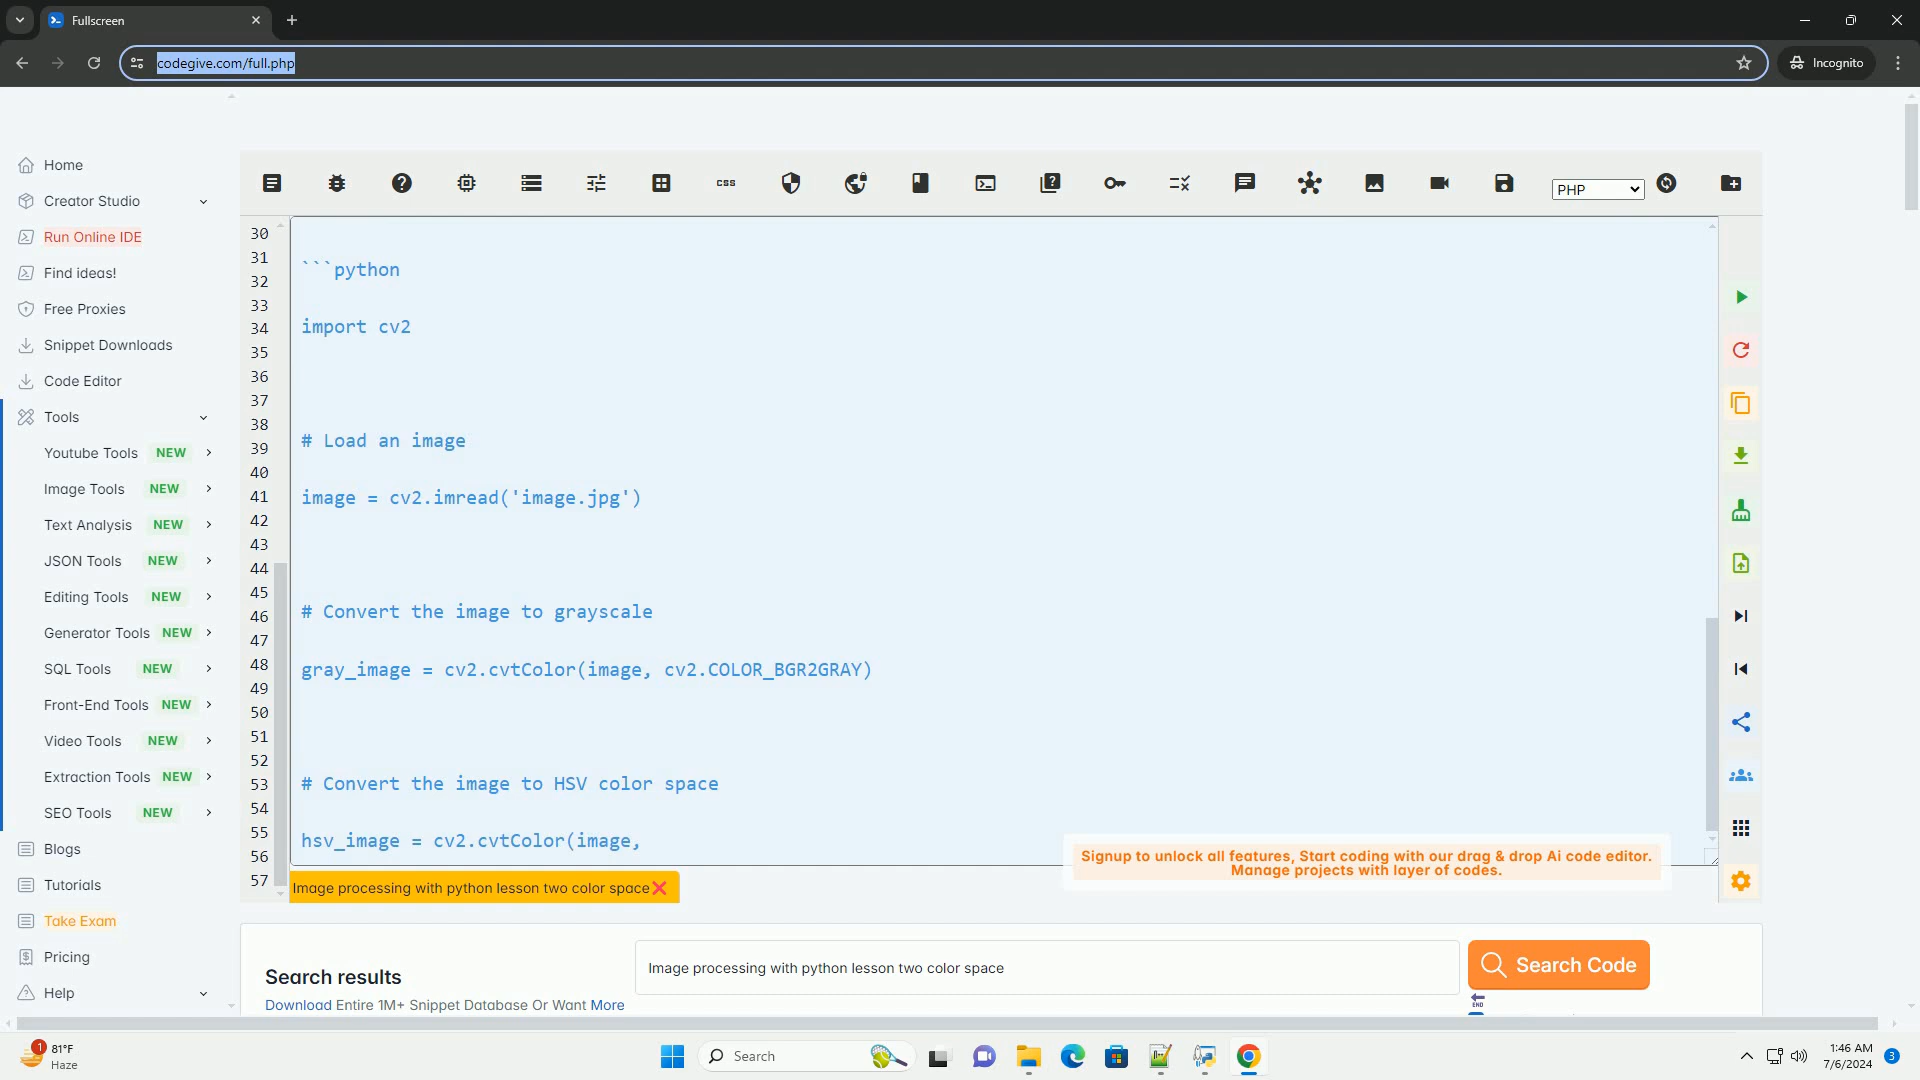 Fullscreen
codegive.com/full.php
Incognito
Home
Creator Studio
Run Online IDE
Find ideas!
Free Proxies
Snippet Downloads
Code Editor
Tools
Youtube Tools NEW
Image Tools NEW
Text Analysis NEW
JSON Tools NEW
Editing Tools NEW
Generator Tools NEW
SQL Tools NEW
Front-End Tools NEW
Video Tools NEW
Extraction Tools NEW
SEO Tools NEW
Blogs
Tutorials
Take Exam
Pricing
Help
css
PHP
30
31
32
33
34
35
36
37
38
39
40
41
42
43
44
45
46
47
48
49
50
51
52
53
54
55
56
57
```python
import cv2
# Load an image
image = cv2.imread('image.jpg')
# Convert the image to grayscale
gray_image = cv2.cvtColor(image, cv2.COLOR_BGR2GRAY)
# Convert the image to HSV color space
hsv_image = cv2.cvtColor(image,
Signup to unlock all features, Start coding with our drag & drop Ai code editor.
Manage projects with layer of codes.
Image processing with python lesson two color space
Search results
Download Entire 1M+ Snippet Database Or Want More
Image processing with python lesson two color space
Search Code
END
1
81°F
Haze
Search
1:46 AM
7/6/2024
3